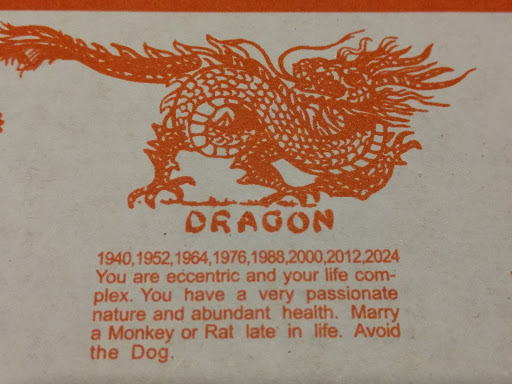 DRAGON
1940,1952,1964,1976,1988,2000,2012,2024
You are eccentric and your life com-
plex. You have a very passionate
nature and abundant health. Marry
a Monkey or Rat late in life. Avoid
the Dog.